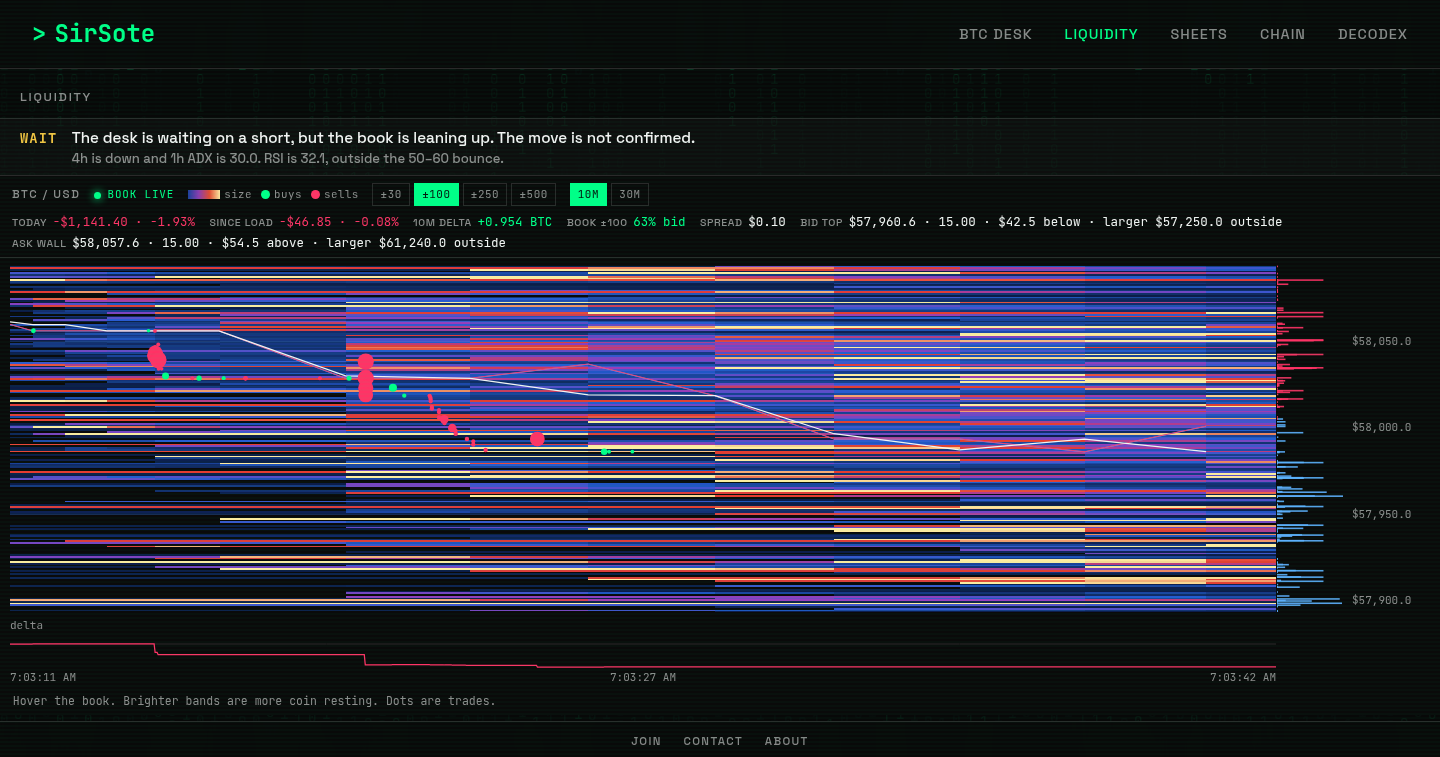 > SirSote
BTC DESK LIQUIDITY SHEETS CHAIN DECODEX
LIQUIDITY
WAIT The desk is waiting on a short, but the book is leaning up. The move is not confirmed.
4h is down and 1h ADX is 30.0. RSI is 32.1, outside the 50–60 bounce.
BTC / USD BOOK LIVE size buys sells ±30 ±100 ±250 ±500 10M 30M
TODAY -$1,141.40 · -1.93% SINCE LOAD -$46.85 · -0.08% 10M DELTA +0.954 BTC BOOK ±100 63% bid SPREAD $0.10 BID TOP $57,960.6 · 15.00 · $42.5 below · larger $57,250.0 outside
ASK WALL $58,057.6 · 15.00 · $54.5 above · larger $61,240.0 outside
$58,050.0
$58,000.0
$57,950.0
$57,900.0
delta
7:03:11 AM 7:03:27 AM 7:03:42 AM
Hover the book. Brighter bands are more coin resting. Dots are trades.
JOIN CONTACT ABOUT